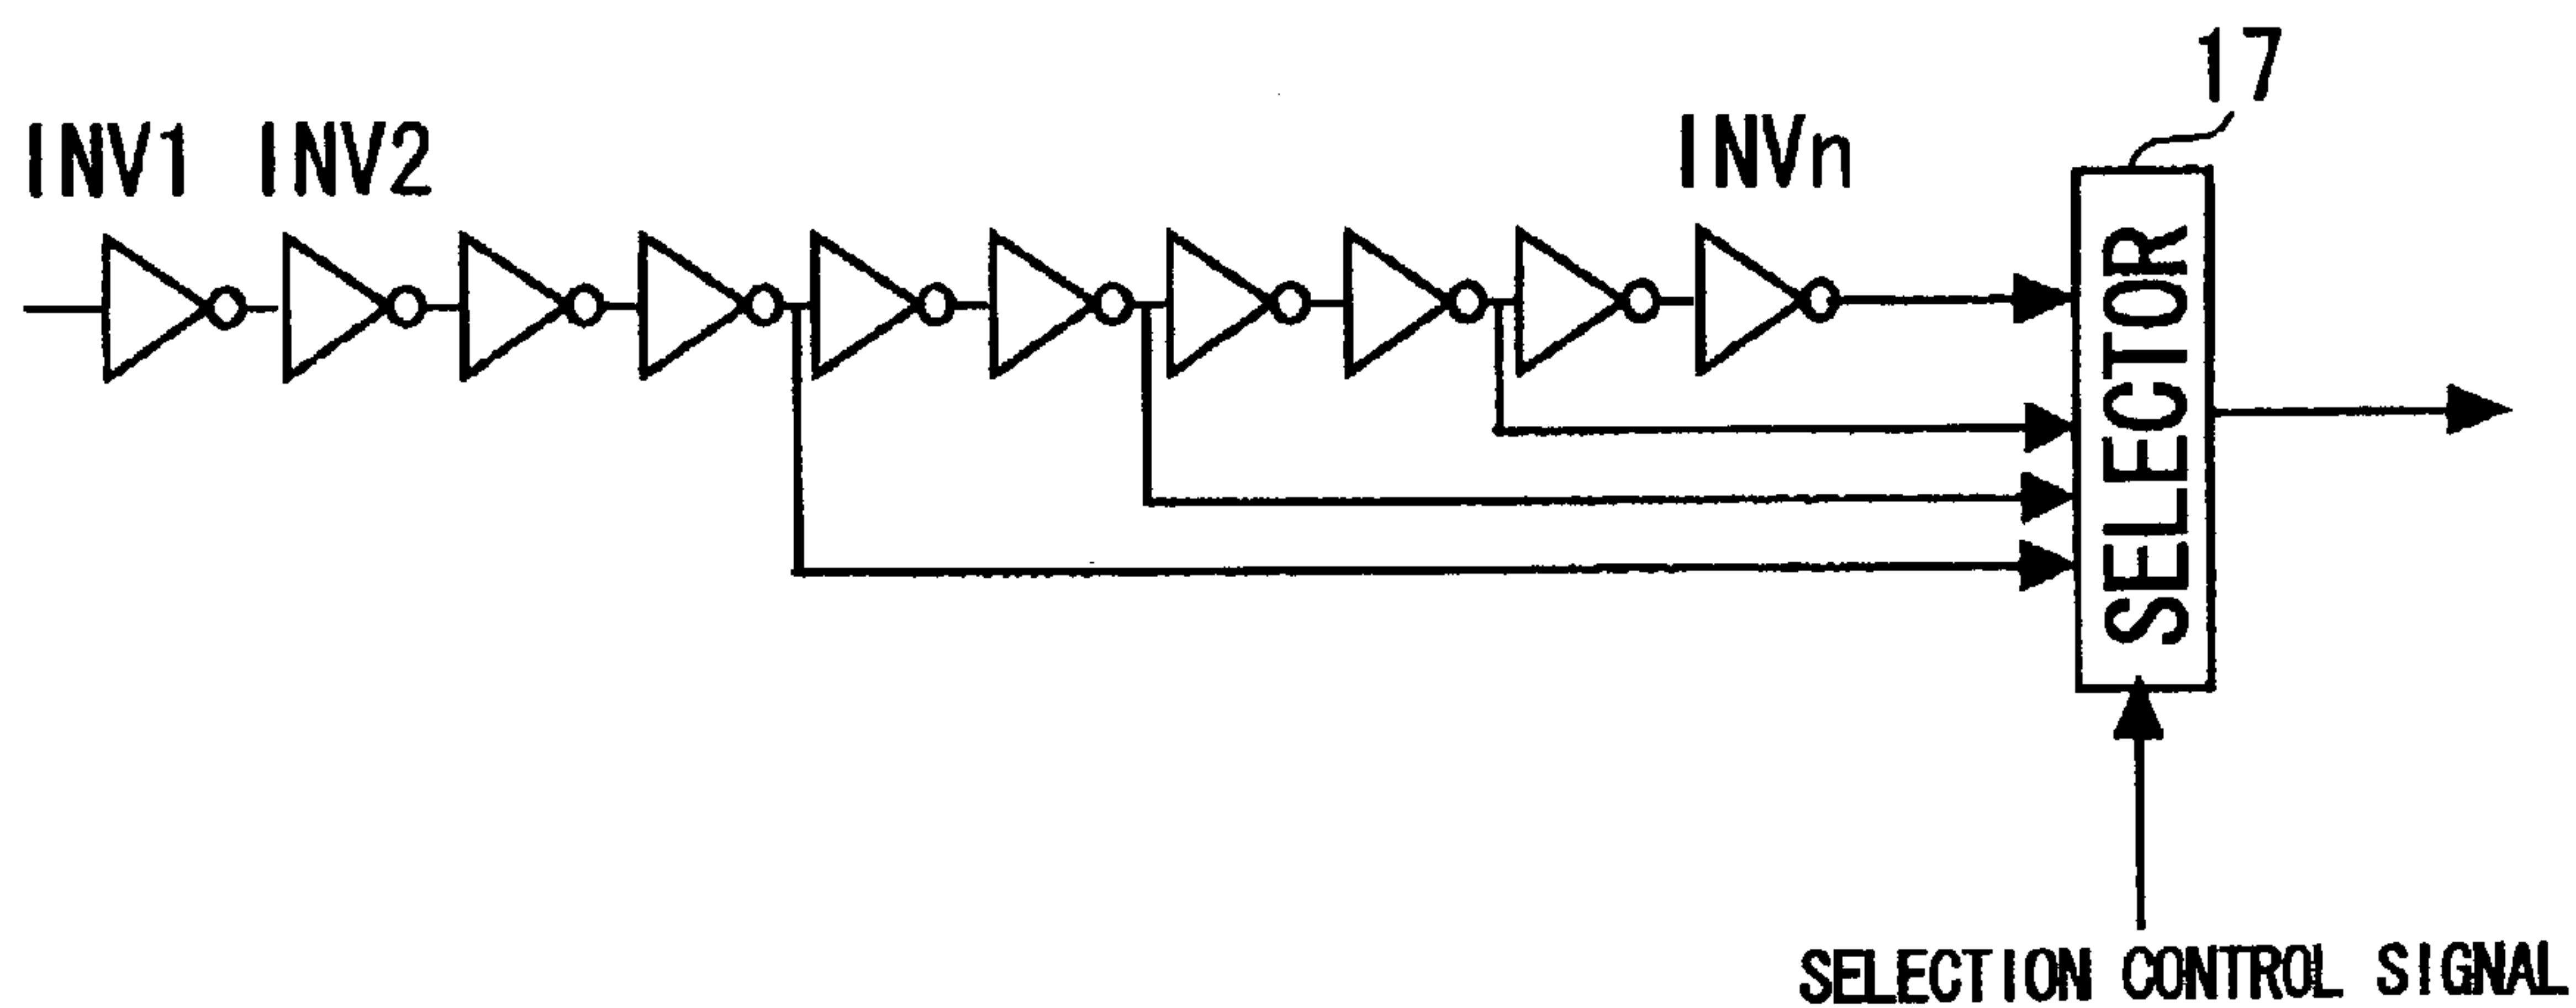 17
INV1 INV2 INVn
SELECTOR
SELECTION CONTROL SIGNAL